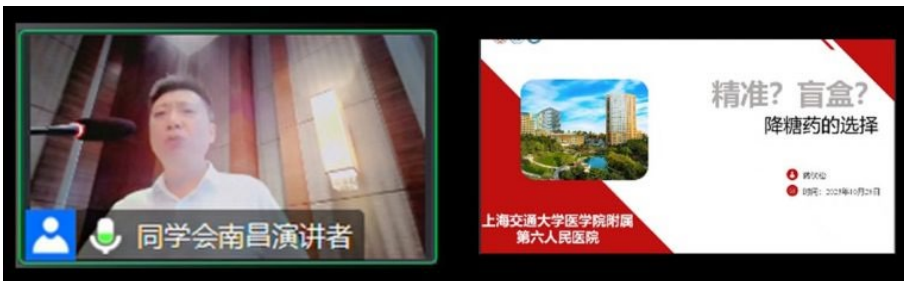 同学会南昌演讲者
精准？盲盒？
降糖药的选择
上海交通大学医学院附属
第六人民医院